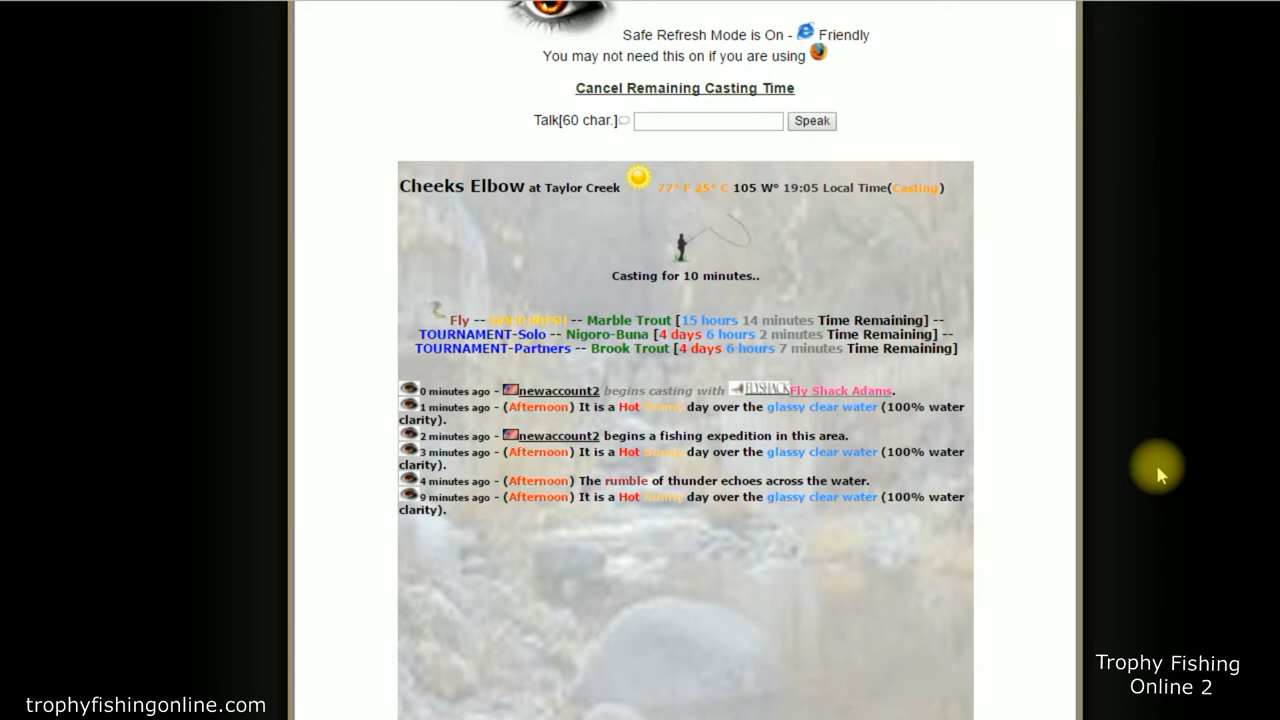 Safe Refresh Mode is On - Friendly
You may not need this on if you are using
Cancel Remaining Casting Time
Talk[60 char.] Speak
Cheeks Elbow at Taylor Creek 77° F 25° C 105 W° 19:05 Local Time(Casting)
Casting for 10 minutes..
Fly -- GOLD RUSH -- Marble Trout [15 hours 14 minutes Time Remaining] --
TOURNAMENT-Solo -- Nigoro-Buna [4 days 6 hours 2 minutes Time Remaining] --
TOURNAMENT-Partners -- Brook Trout [4 days 6 hours 7 minutes Time Remaining]
0 minutes ago - newaccount2 begins casting with FLYSHACK Fly Shack Adams.
1 minutes ago - (Afternoon) It is a Hot Sunny day over the glassy clear water (100% water
clarity).
2 minutes ago - newaccount2 begins a fishing expedition in this area.
3 minutes ago - (Afternoon) It is a Hot Sunny day over the glassy clear water (100% water
clarity).
4 minutes ago - (Afternoon) The rumble of thunder echoes across the water.
9 minutes ago - (Afternoon) It is a Hot Sunny day over the glassy clear water (100% water
clarity).
Trophy Fishing
Online 2
trophyfishingonline.com